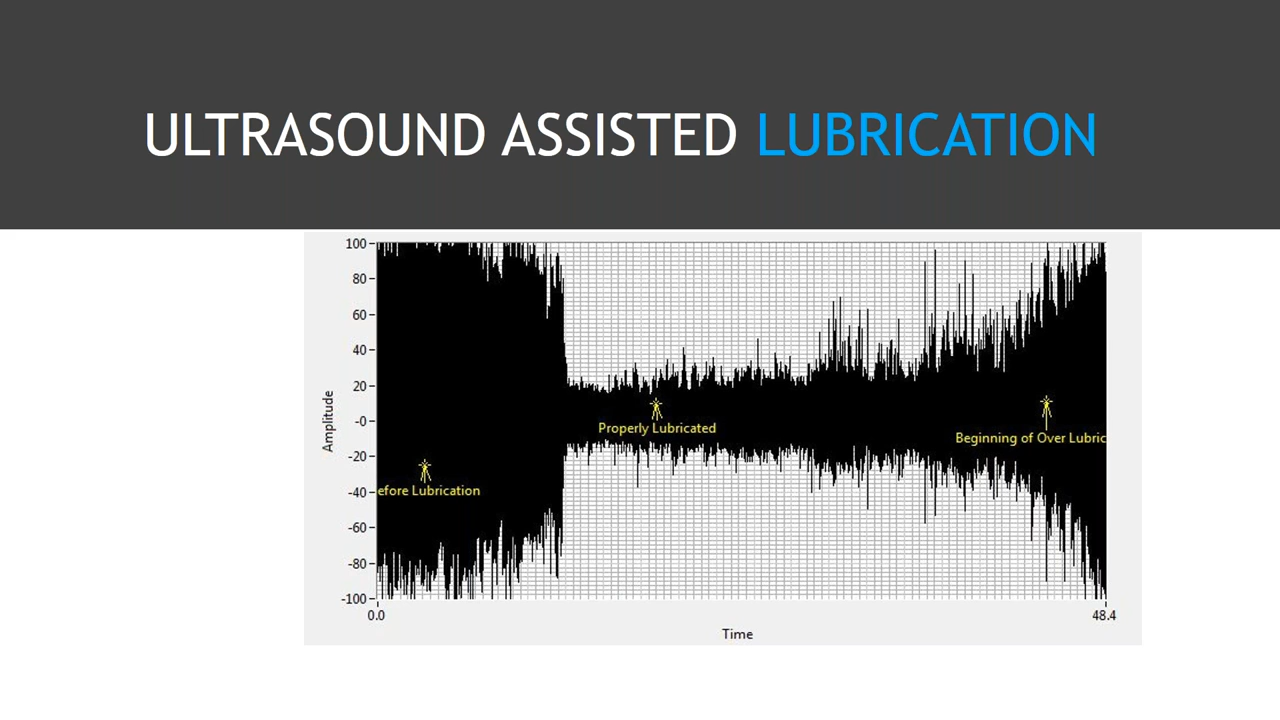 ULTRASOUND ASSISTED LUBRICATION
100
80
60
40
20
-0
-20
-40
-60
-80
-100
Amplitude
Properly Lubricated
Beginning of Over Lubric
efore Lubrication
0.0
48.4
Time